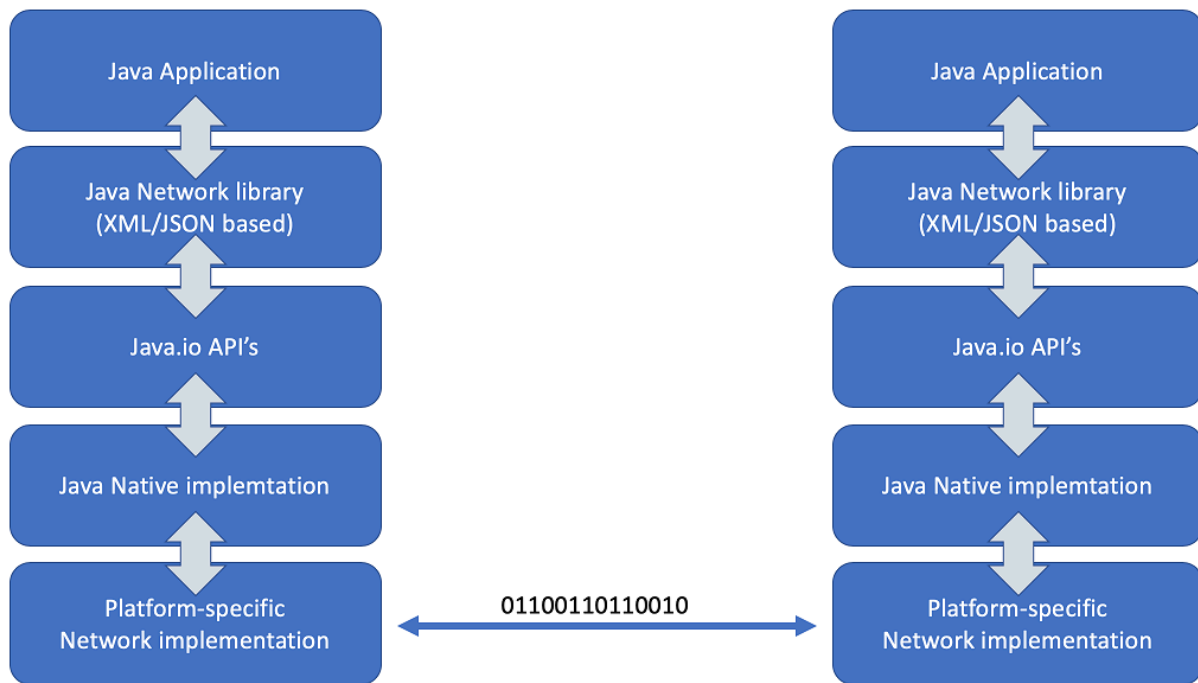 Java Application
Java Network library
(XML/JSON based)
Java.io API’s
Java Native implemtation
Platform-specific
Network implementation
01100110110010
Java Application
Java Network library
(XML/JSON based)
Java.io API’s
Java Native implemtation
Platform-specific
Network implementation